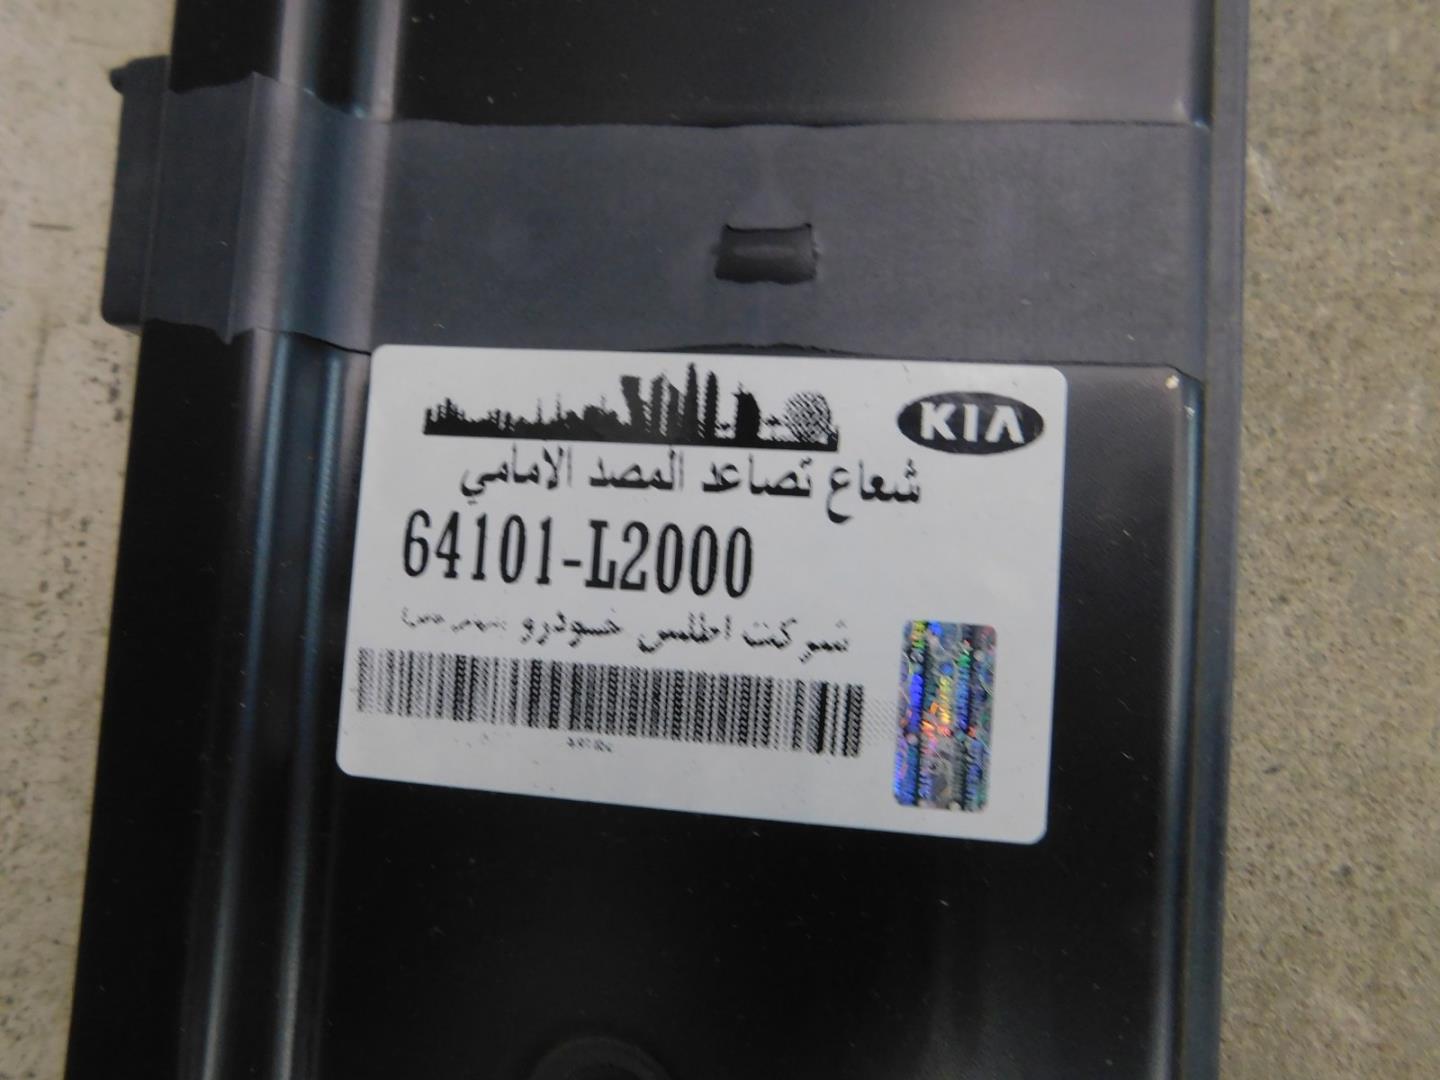 KIA
شعاع تصاعد المصد الامامي
64101-L2000
شركت اطلس خودرو